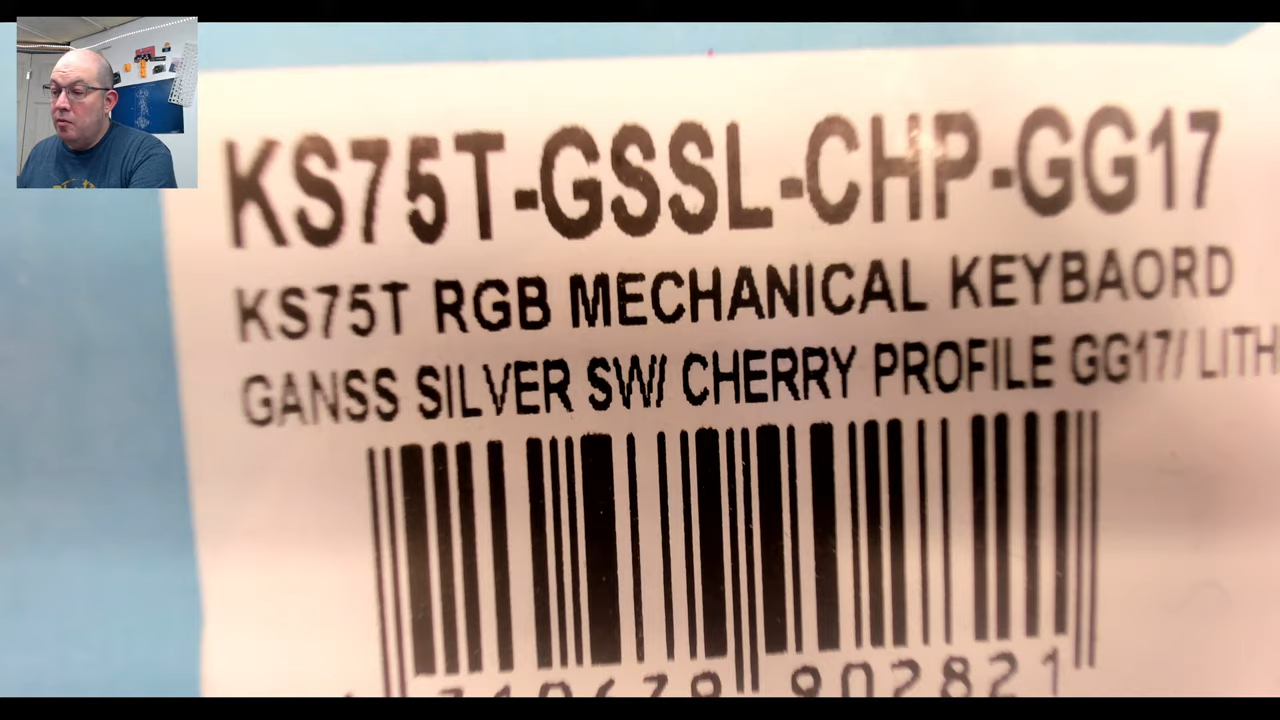 KS75T-GSSL-CHP-GG17
KS75T RGB MECHANICAL KEYBAORD
GANSS SILVER SW/ CHERRY PROFILE GG17/ LITH
902821